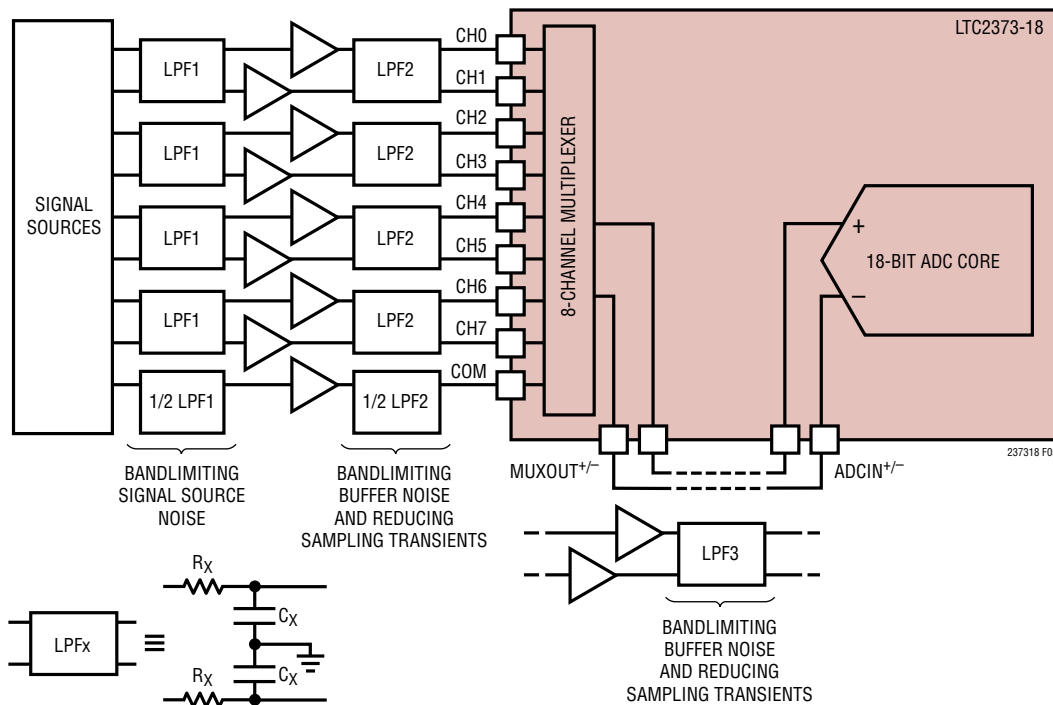 LTC2373-18
SIGNAL
SOURCES
LPF1
LPF1
LPF1
LPF1
1/2 LPF1
LPF2
LPF2
LPF2
LPF2
1/2 LPF2
CH0
CH1
CH2
CH3
CH4
CH5
CH6
CH7
COM
8-CHANNEL MULTIPLEXER
+
–
18-BIT ADC CORE
237318 F0
BANDLIMITING
SIGNAL SOURCE
NOISE
BANDLIMITING
BUFFER NOISE
AND REDUCING
SAMPLING TRANSIENTS
MUXOUT+/–
ADCIN+/–
LPF3
BANDLIMITING
BUFFER NOISE
AND REDUCING
SAMPLING TRANSIENTS
LPFx
≡
RX
CX
CX
RX